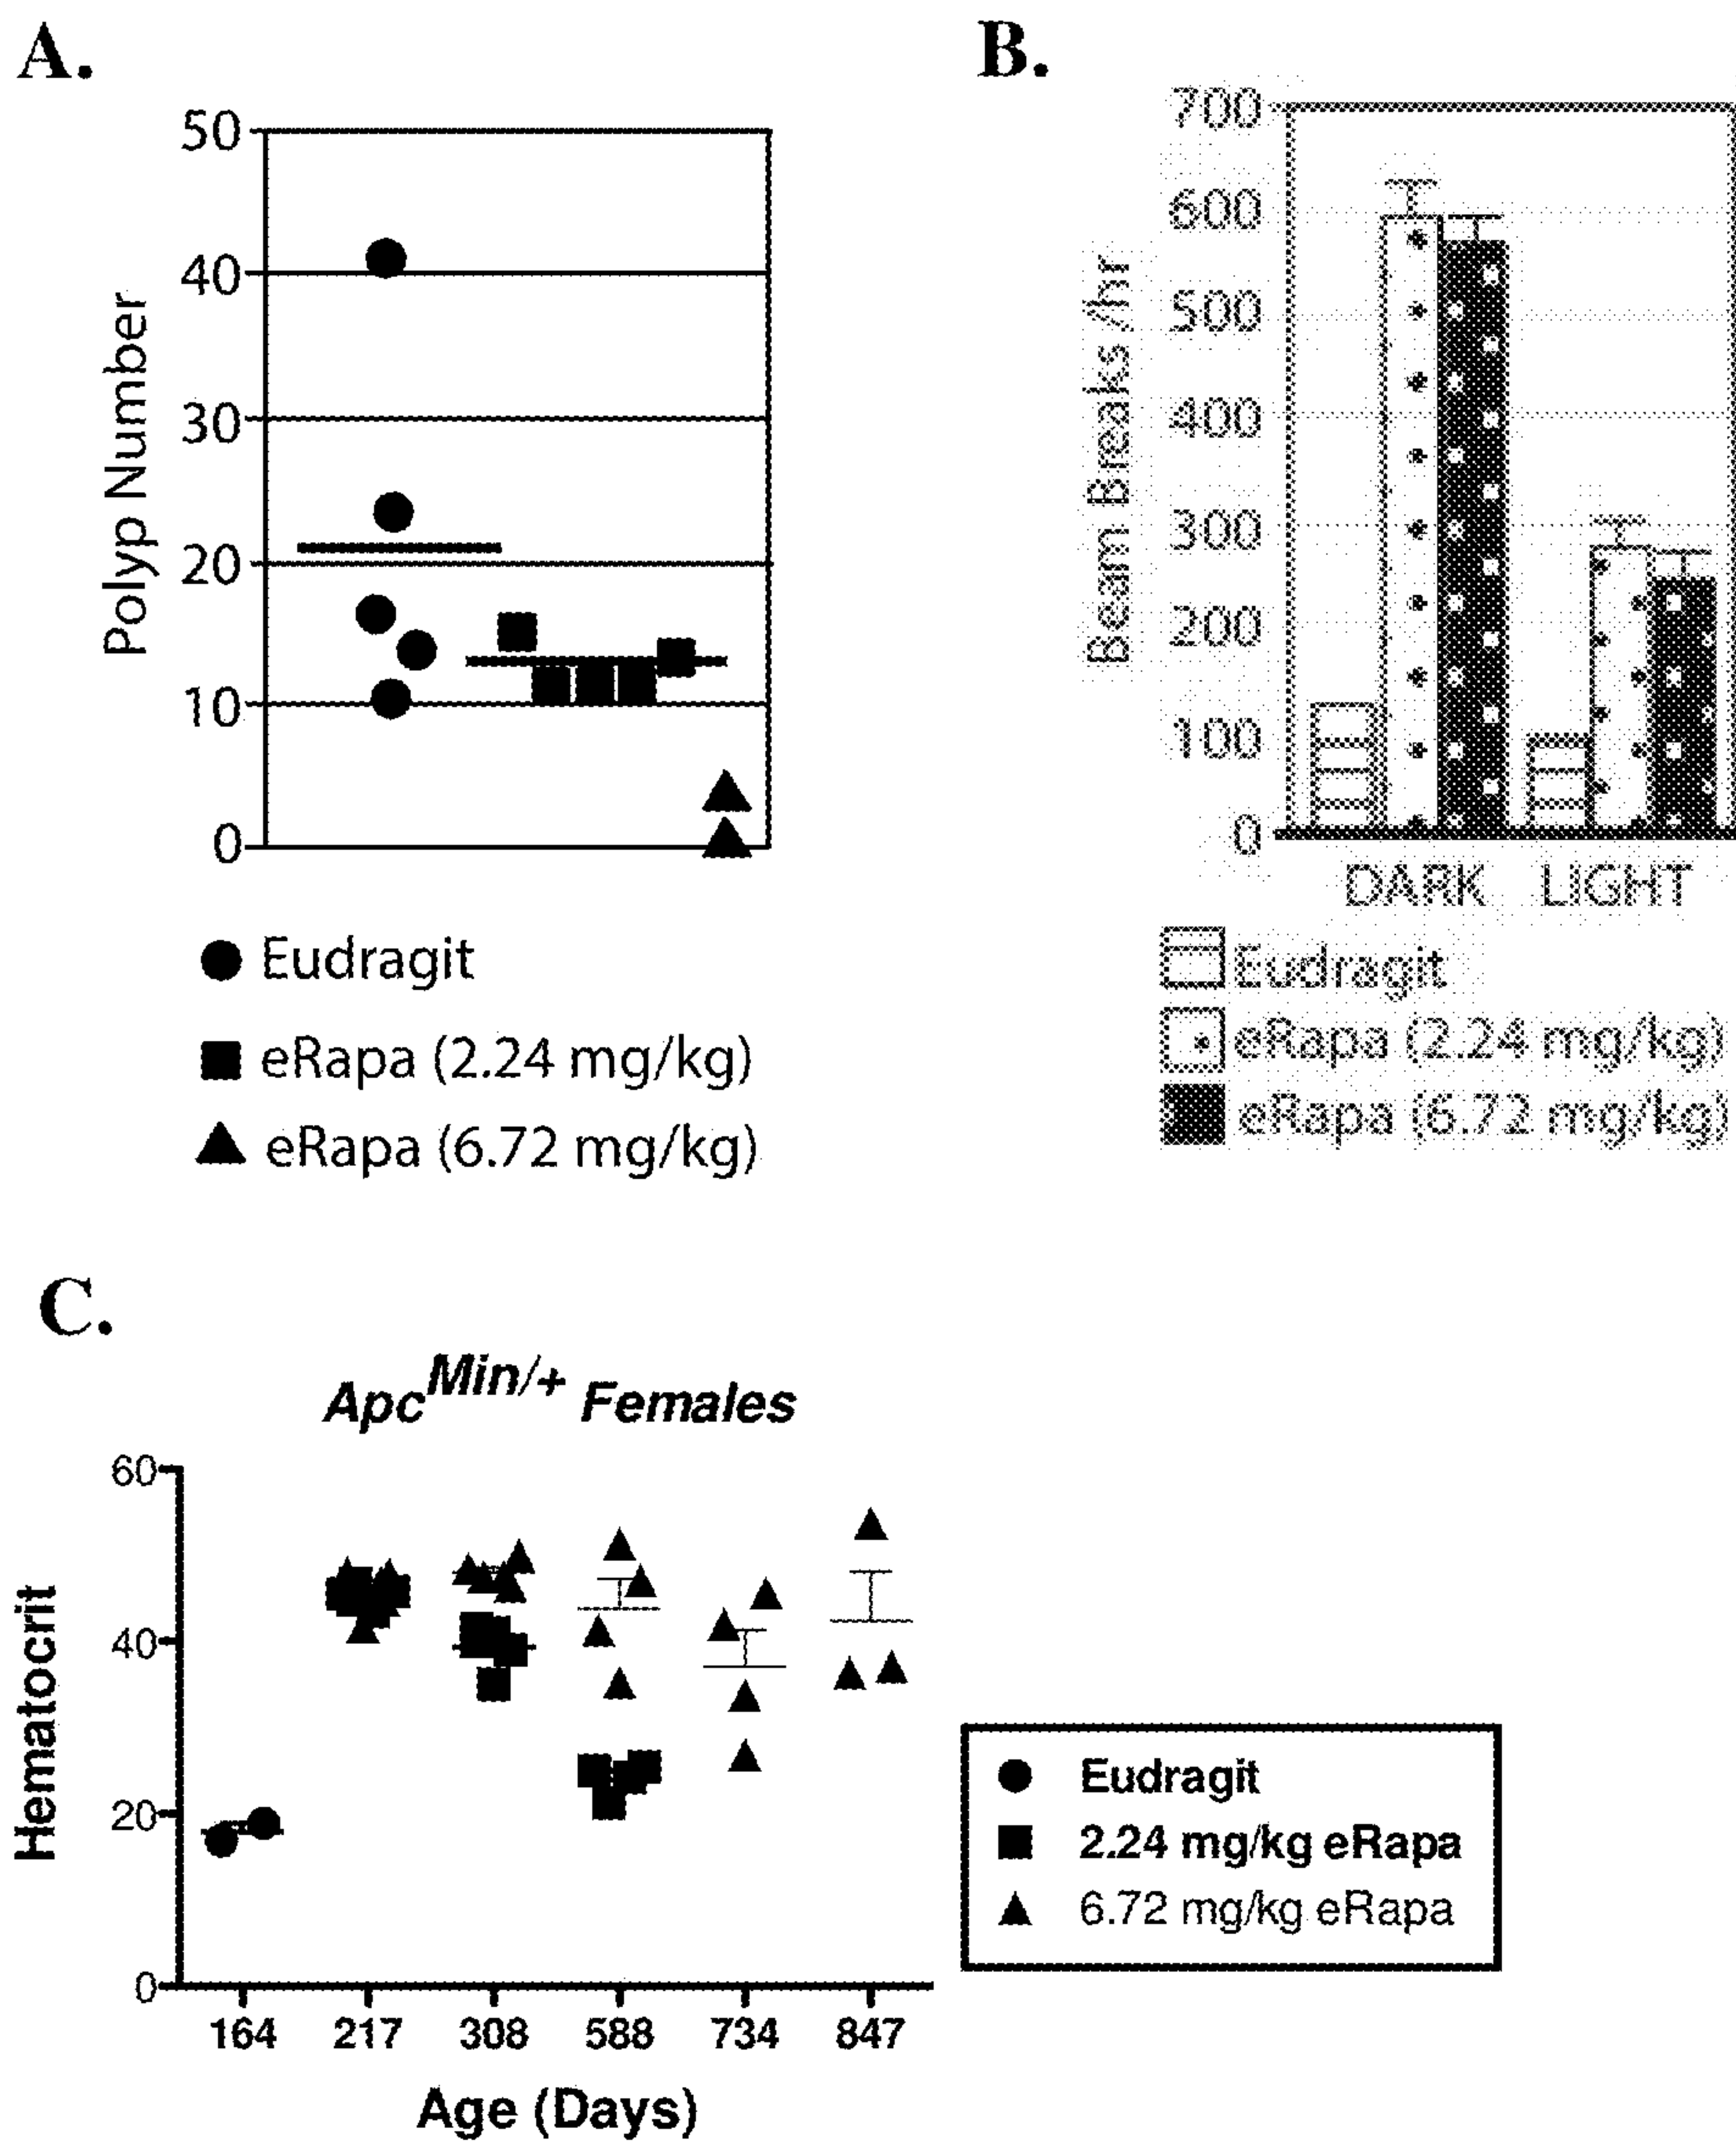 A.
Polyp Number
50
40
30
20
10
0
● Eudragit
■ eRapa (2.24 mg/kg)
▲ eRapa (6.72 mg/kg)
B.
Beam Breaks /hr
700
600
500
400
300
200
100
0
DARK LIGHT
Eudragit
eRapa (2.24 mg/kg)
eRapa (6.72 mg/kg)
C.
Apc^Min/+ Females
Hematocrit
60
40
20
0
164 217 308 588 734 847
Age (Days)
● Eudragit
■ 2.24 mg/kg eRapa
▲ 6.72 mg/kg eRapa